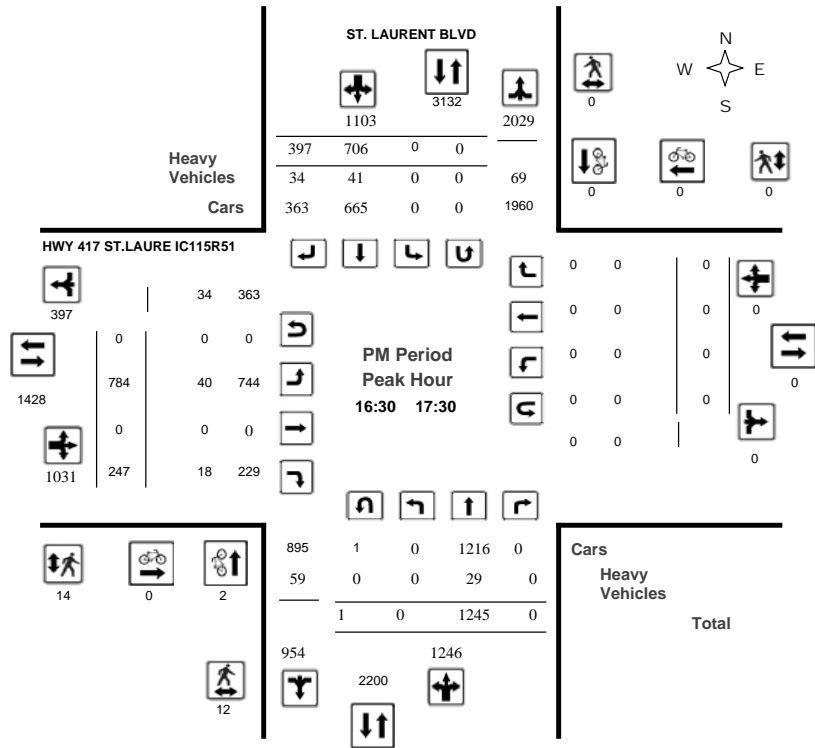 ST. LAURENT BLVD
N
W E
S
3132
0
1103 2029
397 706 0 0
Heavy
Vehicles 34 41 0 0 69
0 0 0
Cars 363 665 0 0 1960
HWY 417 ST.LAURE IC115R51
34 363
397
0 0 0
784 40 744
1428
0 0 0
1031 247 18 229
PM Period
Peak Hour
16:30 17:30
0 0 0
0
0 0 0
0 0 0
0
0 0 0
0 0
0
895 1 0 1216 0 Cars
59 0 0 29 0 Heavy
Vehicles
14 0 2
1 0 1245 0 Total
954 1246
2200
12